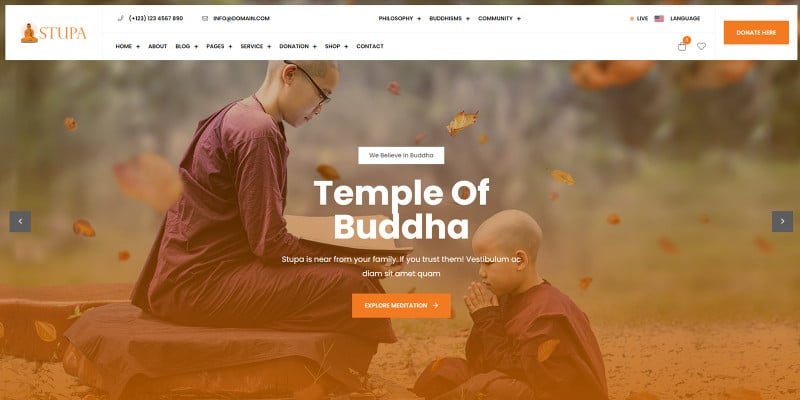 STUPA
(+123) 123 4567 890
INFO@DOMAIN.COM
PHILOSOPHY +
BUDDHISMS +
COMMUNITY +
LIVE
LANGUAGE
HOME + ABOUT BLOG + PAGES + SERVICE + DONATION + SHOP + CONTACT
0
DONATE HERE
We Believe in Buddha
Temple Of
Buddha
Stupa is near from your family. If you trust them! Vestibulum ac
diam sit amet quam
EXPLORE MEDITATION →